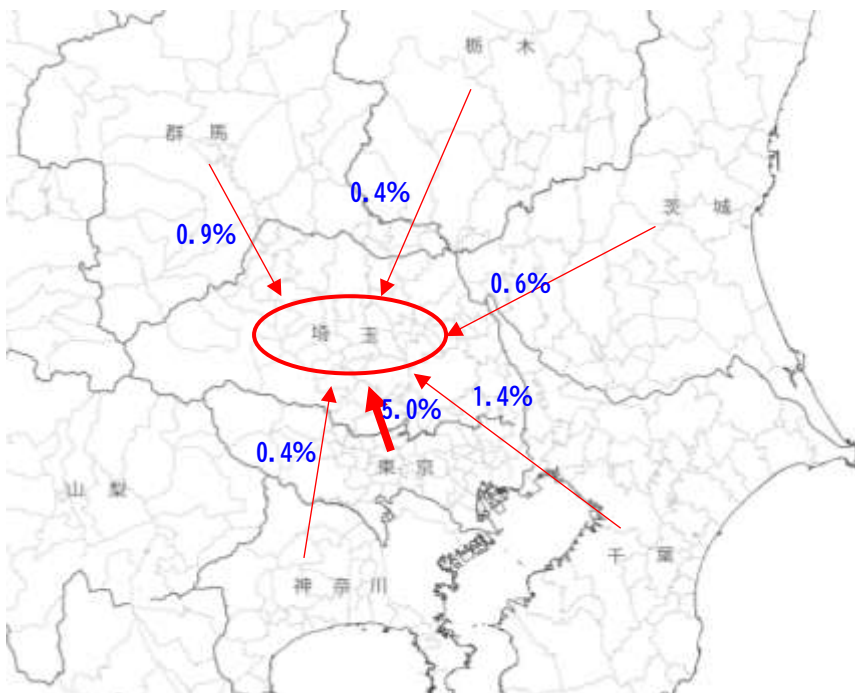 栃 木
群 馬
0.4%
茨 城
0.9%
0.6%
埼 玉
1.4%
5.0%
0.4%
東 京
山 梨
千 葉
神 奈 川